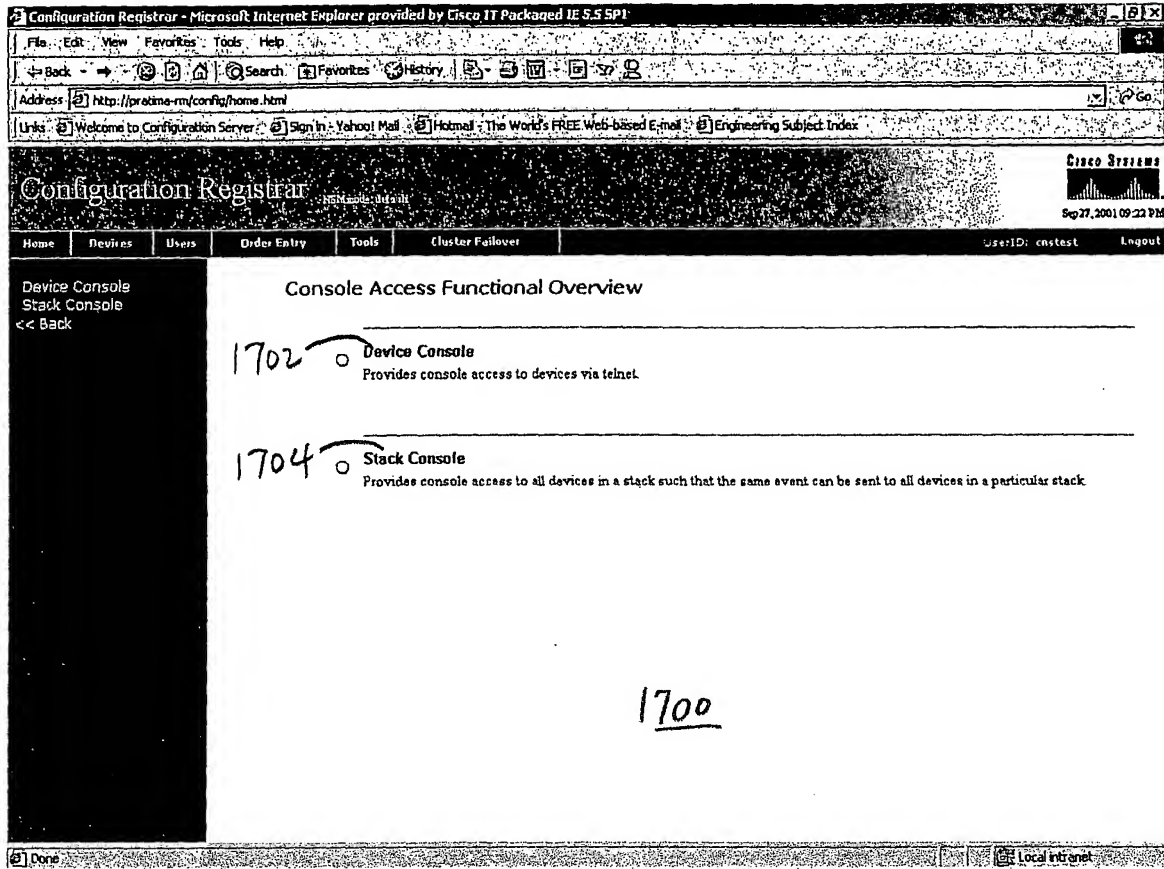 Configuration Registrar - Microsoft Internet Explorer provided by Cisco IT Packaged IE 5.5 SP1
File Edit View Favorites Tools Help
Back Search Favorites History
Address http://pratima-rm/config/home.html Go
Links Welcome to Configuration Server Sign in - Yahoo! Mail Hotmail - The World's FREE Web-based E-mail Engineering Subject Index
CISCO SYSTEMS
Configuration Registrar
Sep 27, 2001 09:22 PM
Home Devices Users Order Entry Tools Cluster Failover UserID: cnstest Logout
Device Console
Stack Console
<< Back
Console Access Functional Overview
1702 Device Console
Provides console access to devices via telnet.
1704 Stack Console
Provides console access to all devices in a stack such that the same event can be sent to all devices in a particular stack
1700
Done Local intranet